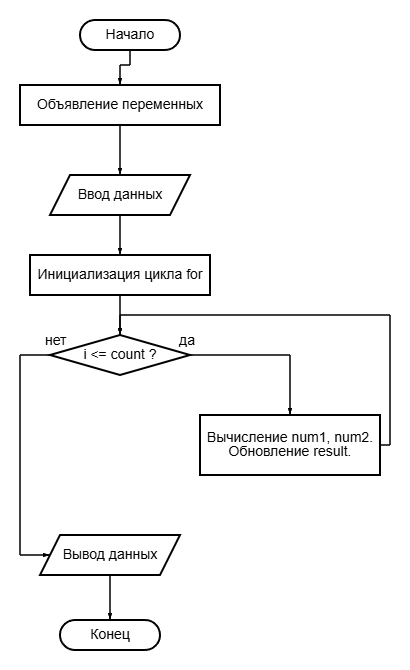 Начало
Объявление переменных
Ввод данных
Инициализация цикла for
нет
да
i <= count ?
Вычисление num1, num2.
Обновление result.
Вывод данных
Конец